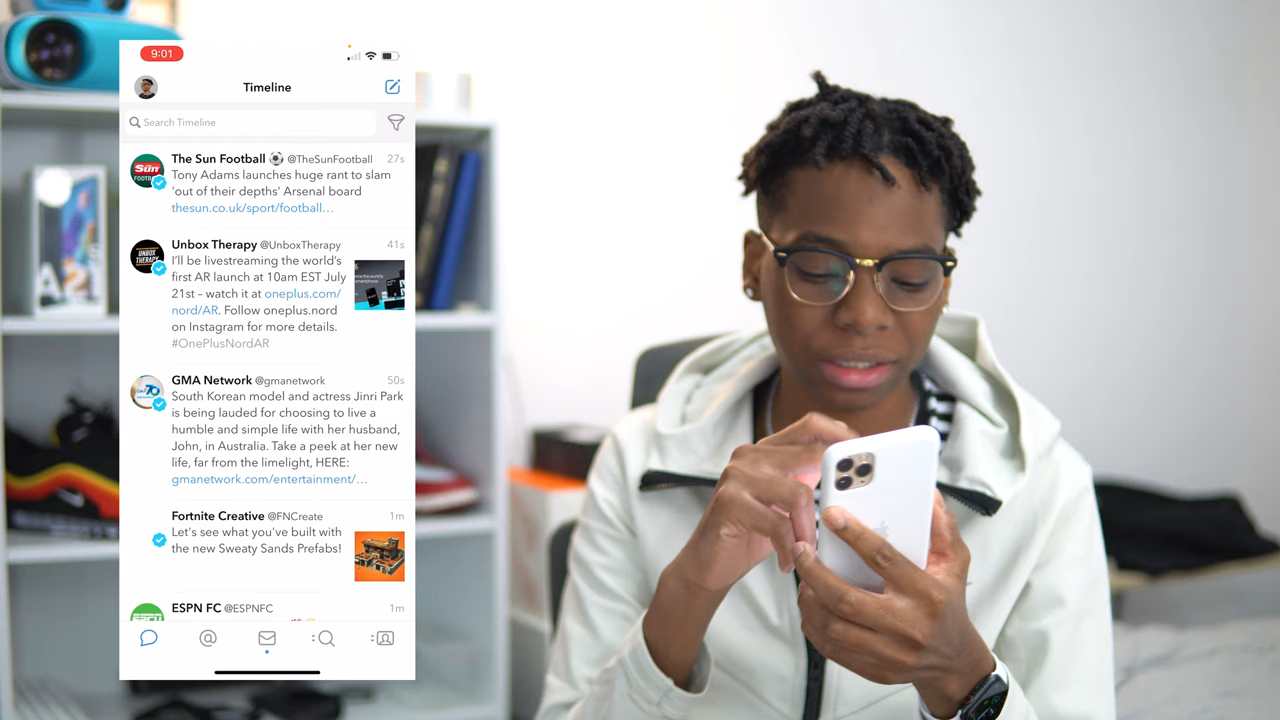 9:01
Timeline
Search Timeline
The Sun Football ⚽ @TheSunFootball 27s
Tony Adams launches huge rant to slam
'out of their depths' Arsenal board
thesun.co.uk/sport/football…
Unbox Therapy @UnboxTherapy 41s
I'll be livestreaming the world's
first AR launch at 10am EST July
21st – watch it at oneplus.com/
nord/AR. Follow oneplus.nord
on Instagram for more details.
#OnePlusNordAR
GMA Network @gmanetwork 50s
South Korean model and actress Jinri Park
is being lauded for choosing to live a
humble and simple life with her husband,
John, in Australia. Take a peek at her new
life, far from the limelight, HERE:
gmanetwork.com/entertainment/…
Fortnite Creative @FNCreate 1m
Let's see what you've built with
the new Sweaty Sands Prefabs!
ESPN FC @ESPNFC 1m